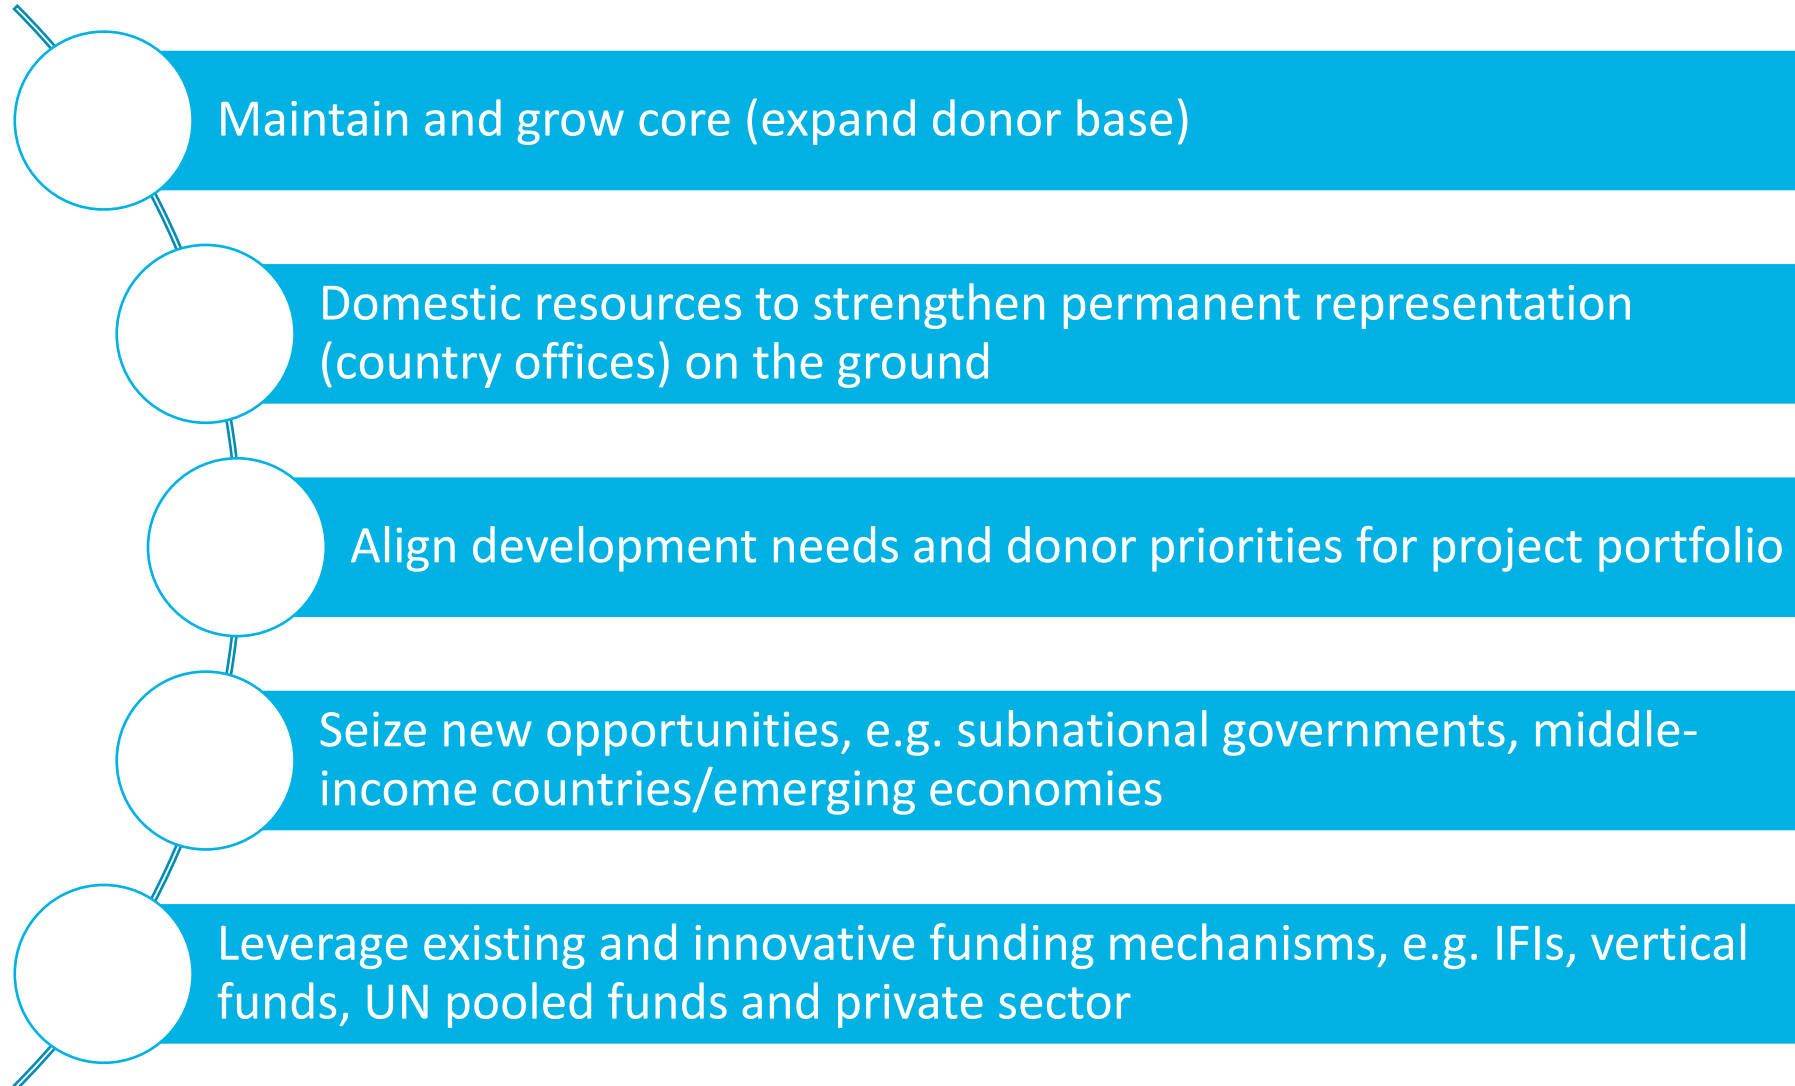 Maintain and grow core (expand donor base)
Domestic resources to strengthen permanent representation
(country offices) on the ground
Align development needs and donor priorities for project portfolio
Seize new opportunities, e.g. subnational governments, middle-
income countries/emerging economies
Leverage existing and innovative funding mechanisms, e.g. IFIs, vertical
funds, UN pooled funds and private sector